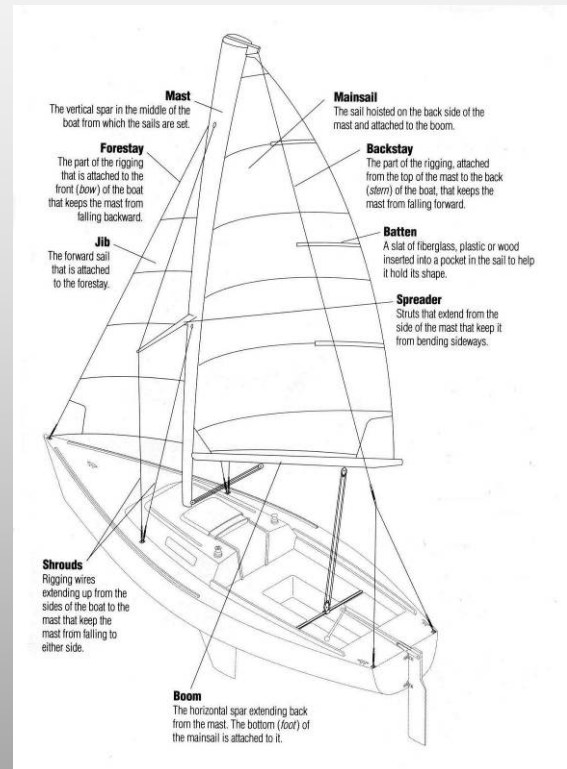 Mast
The vertical spar in the middle of the
boat from which the sails are set.
Forestay
The part of the rigging
that is attached to the
front (bow) of the boat
that keeps the mast from
falling backward.
Jib
The forward sail
that is attached
to the forestay.
Mainsail
The sail hoisted on the back side of the
mast and attached to the boom.
Backstay
The part of the rigging, attached
from the top of the mast to the back
(stern) of the boat, that keeps the
mast from falling forward.
Batten
A slat of fiberglass, plastic or wood
inserted into a pocket in the sail to help
it hold its shape.
Spreader
Struts that extend from the
side of the mast that keep it
from bending sideways.
Shrouds
Rigging wires
extending up from the
sides of the boat to the
mast that keep the
mast from falling to
either side.
Boom
The horizontal spar extending back
from the mast. The bottom (foot) of
the mainsail is attached to it.